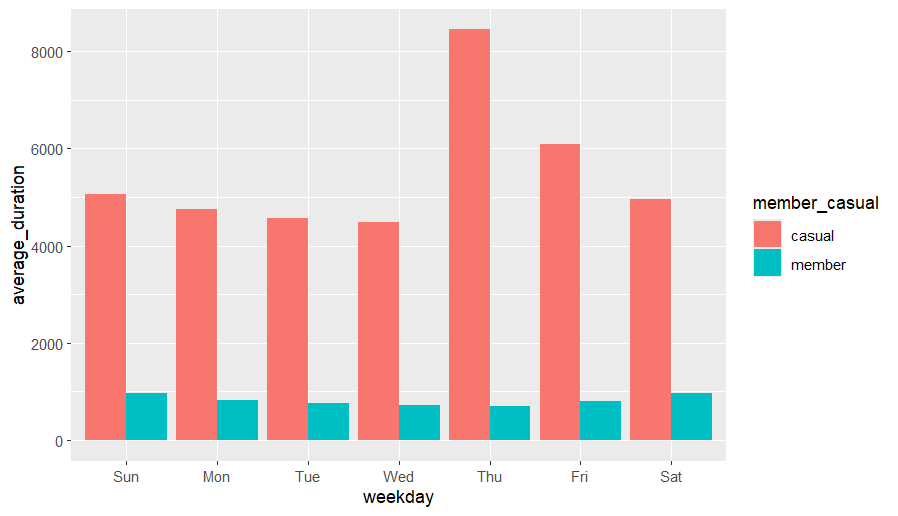 average_duration
8000
6000
4000
2000
0
Sun Mon Tue Wed Thu Fri Sat
weekday
member_casual
casual
member